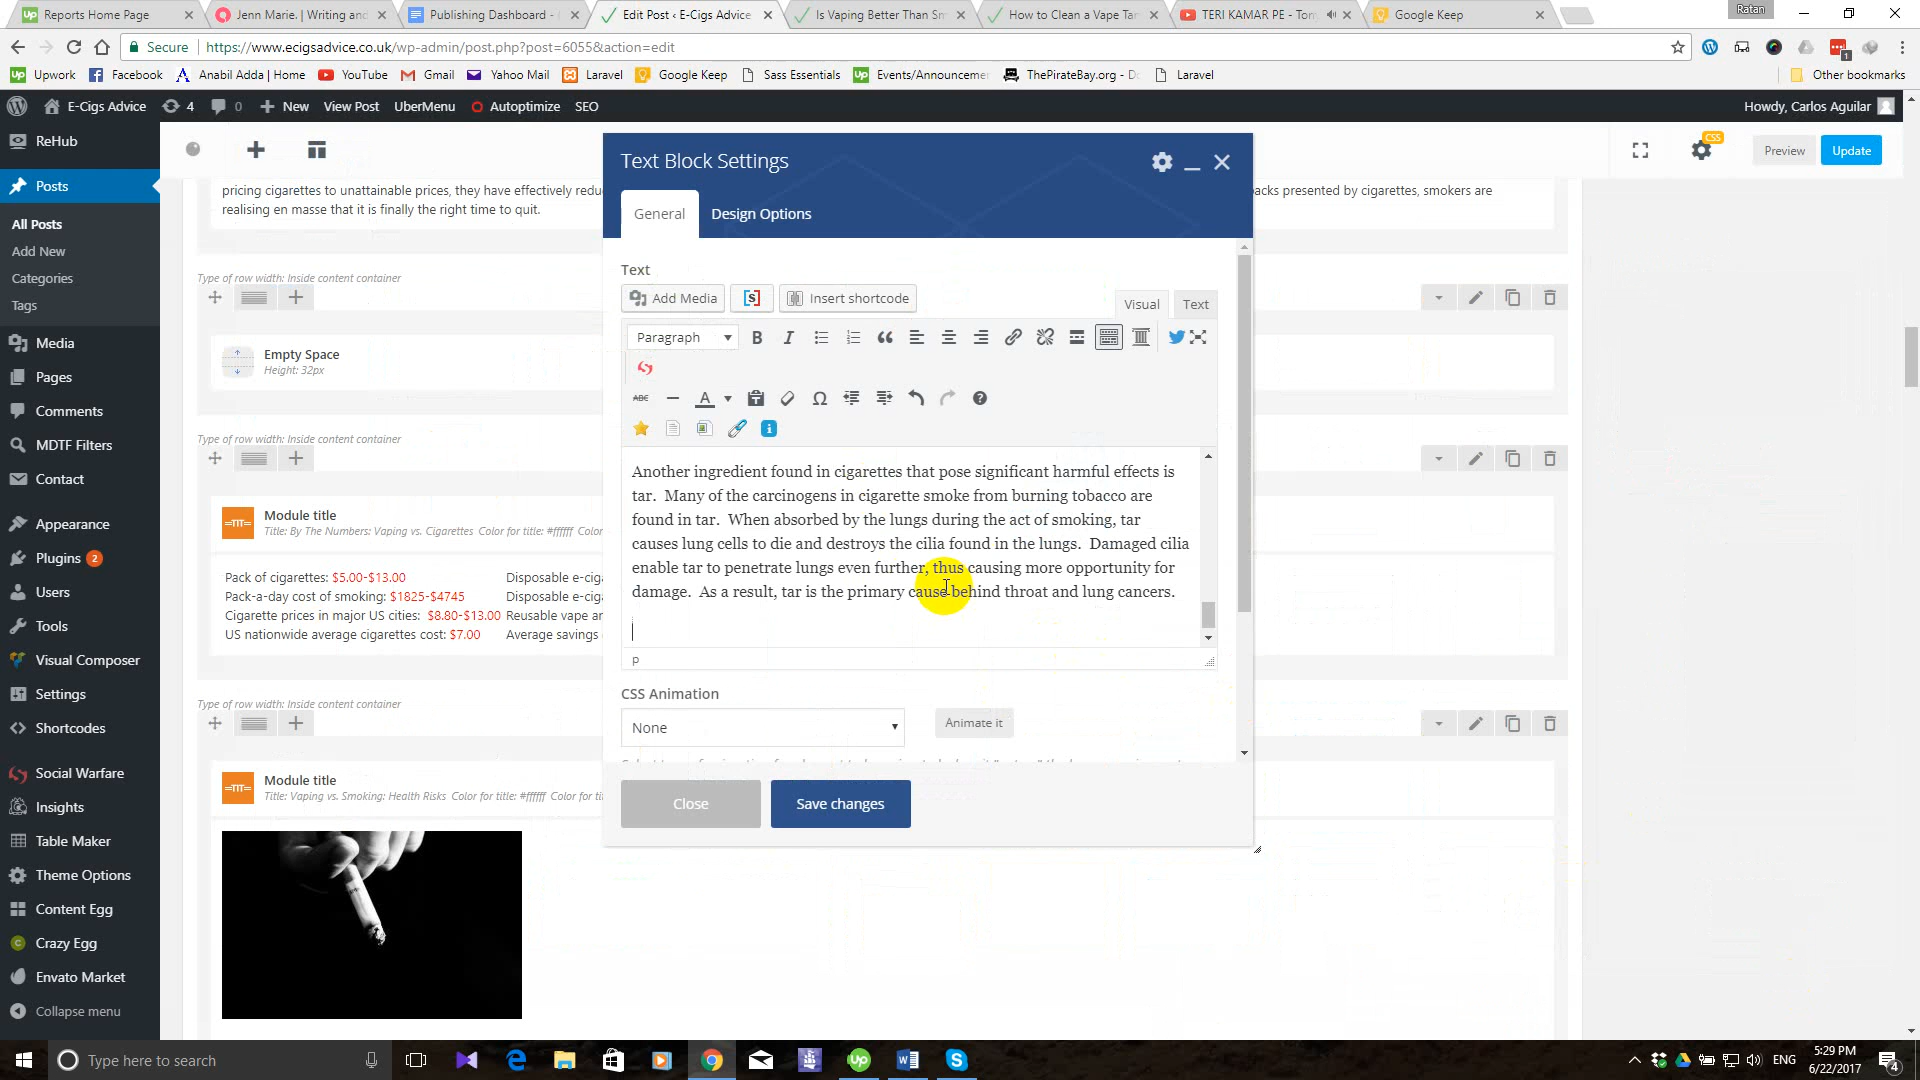 Reports Home Page
Jenn Marie. | Writing and
Publishing Dashboard -
Edit Post ‹ E-Cigs Advice
Is Vaping Better Than Sm
How to Clean a Vape Tan
TERI KAMAR PE - Tony
Google Keep
Ratan
Secure
https://www.ecigsadvice.co.uk/wp-admin/post.php?post=6055&action=edit
Upwork
Facebook
Anabil Adda | Home
YouTube
Gmail
Yahoo Mail
Laravel
Google Keep
Sass Essentials
Events/Announcemen
ThePirateBay.org - Do
Laravel
Other bookmarks
E-Cigs Advice
4
0
New
View Post
UberMenu
Autoptimize
SEO
Howdy, Carlos Aguilar
ReHub
Posts
All Posts
Add New
Categories
Tags
Media
Pages
Comments
MDTF Filters
Contact
Appearance
Plugins 2
Users
Tools
Visual Composer
Settings
Shortcodes
Social Warfare
Insights
Table Maker
Theme Options
Content Egg
Crazy Egg
Envato Market
Collapse menu
CSS
Preview
Update
pricing cigarettes to unattainable prices, they have effectively redu
acks presented by cigarettes, smokers are
realising en masse that it is finally the right time to quit.
Type of row width: Inside content container
Empty Space
Height: 32px
Type of row width: Inside content container
Module title
Title: By The Numbers: Vaping vs. Cigarettes Color for title: #ffffff Color
Pack of cigarettes: $5.00-$13.00
Disposable e-ciga
Pack-a-day cost of smoking: $1825-$4745
Disposable e-ciga
Cigarette prices in major US cities: $8.80-$13.00
Reusable vape an
US nationwide average cigarettes cost: $7.00
Average savings
Type of row width: Inside content container
Module title
Title: Vaping vs. Smoking: Health Risks Color for title: #ffffff Color for ti
Text Block Settings
General
Design Options
Text
Add Media
[S]
Insert shortcode
Visual
Text
Paragraph
B
I
ABC
A
Ω
Another ingredient found in cigarettes that pose significant harmful effects is
tar. Many of the carcinogens in cigarette smoke from burning tobacco are
found in tar. When absorbed by the lungs during the act of smoking, tar
causes lung cells to die and destroys the cilia found in the lungs. Damaged cilia
enable tar to penetrate lungs even further, thus causing more opportunity for
damage. As a result, tar is the primary cause behind throat and lung cancers.
p
CSS Animation
None
Animate it
Close
Save changes
Type here to search
ENG
5:29 PM
6/22/2017
4